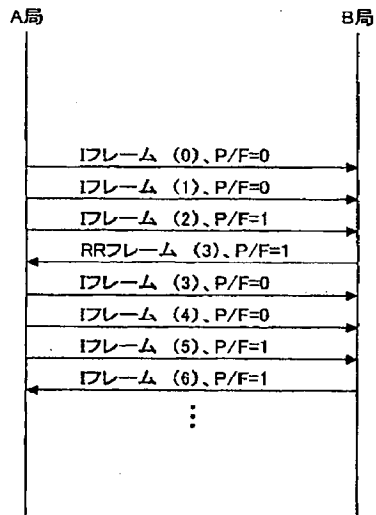 A局 B局
Iフレーム (0)、P/F=0
Iフレーム (1)、P/F=0
Iフレーム (2)、P/F=1
RRフレーム (3)、P/F=1
Iフレーム (3)、P/F=0
Iフレーム (4)、P/F=0
Iフレーム (5)、P/F=1
Iフレーム (6)、P/F=1